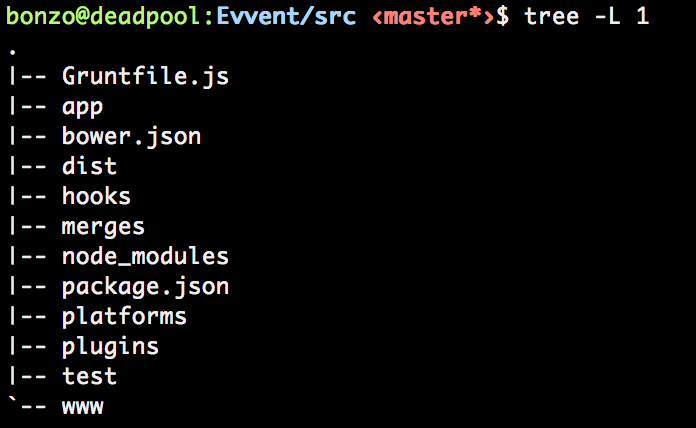 bonzo@deadpool:Evvent/src ‹master*›$ tree -L 1
.
|-- Gruntfile.js
|-- app
|-- bower.json
|-- dist
|-- hooks
|-- merges
|-- node_modules
|-- package.json
|-- platforms
|-- plugins
|-- test
`-- www